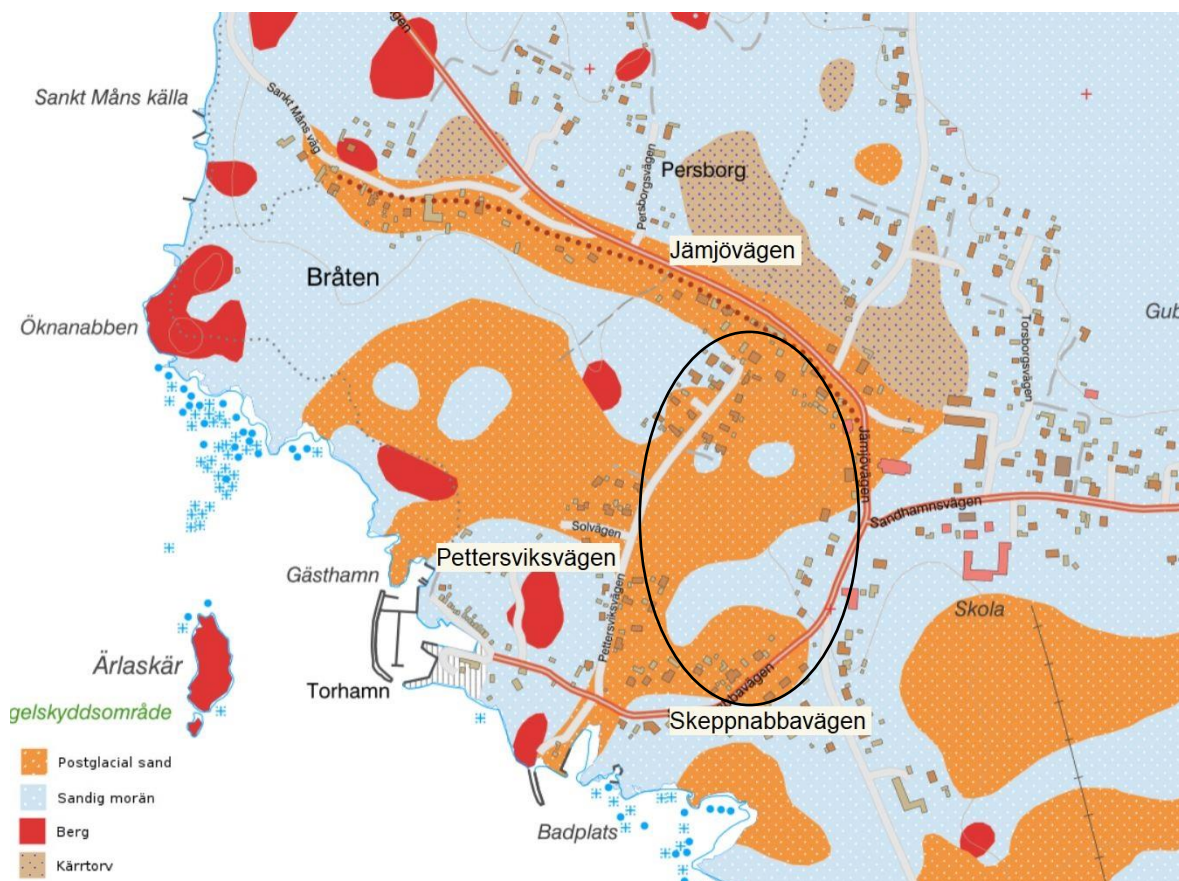 Sankt Måns källa
Sankt Måns väg
Persborg
Persborgsvägen
Jämjövägen
Bråten
Öknanabben
Torsborgsvägen
Gub
Jämjövägen
Sandhamnsvägen
Solvägen
Pettersviksvägen
Gästhamn
Pettersviksvägen
Skola
Ärlaskär
Torhamn
bbavägen
Skeppnabbavägen
gelskyddsområde
Postglacial sand
Sandig morän
Berg
Kärrtorv
Badplats